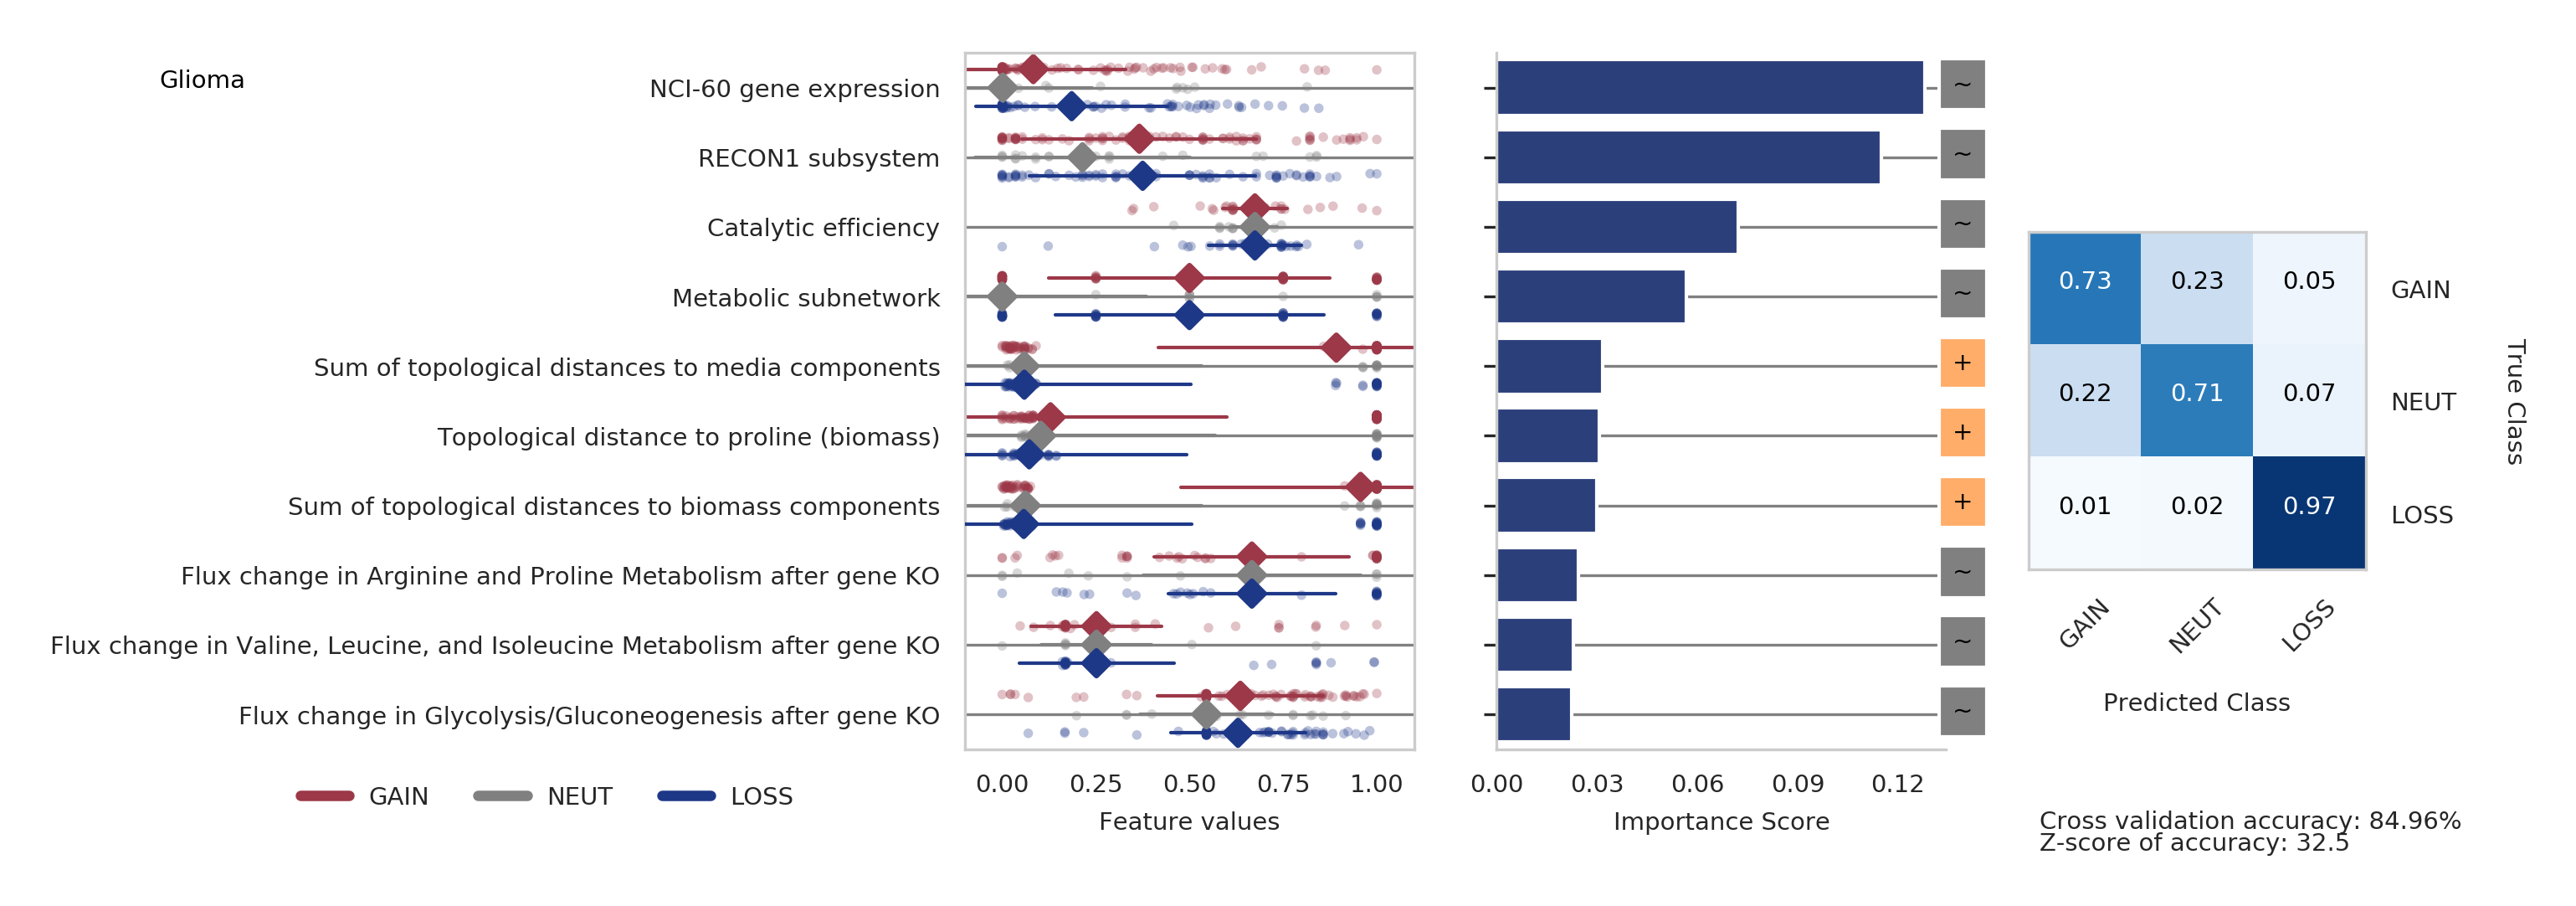 Glioma
NCI-60 gene expression
RECON1 subsystem
Catalytic efficiency
Metabolic subnetwork
Sum of topological distances to media components
Topological distance to proline (biomass)
Sum of topological distances to biomass components
Flux change in Arginine and Proline Metabolism after gene KO
Flux change in Valine, Leucine, and Isoleucine Metabolism after gene KO
Flux change in Glycolysis/Gluconeogenesis after gene KO
GAIN NEUT LOSS
0.00 0.25 0.50 0.75 1.00
Feature values
~
~
~
~
+
+
+
~
~
~
0.00 0.03 0.06 0.09 0.12
Importance Score
0.73 0.23 0.05 GAIN
0.22 0.71 0.07 NEUT
0.01 0.02 0.97 LOSS
True Class
GAIN NEUT LOSS
Predicted Class
Cross validation accuracy: 84.96%
Z-score of accuracy: 32.5